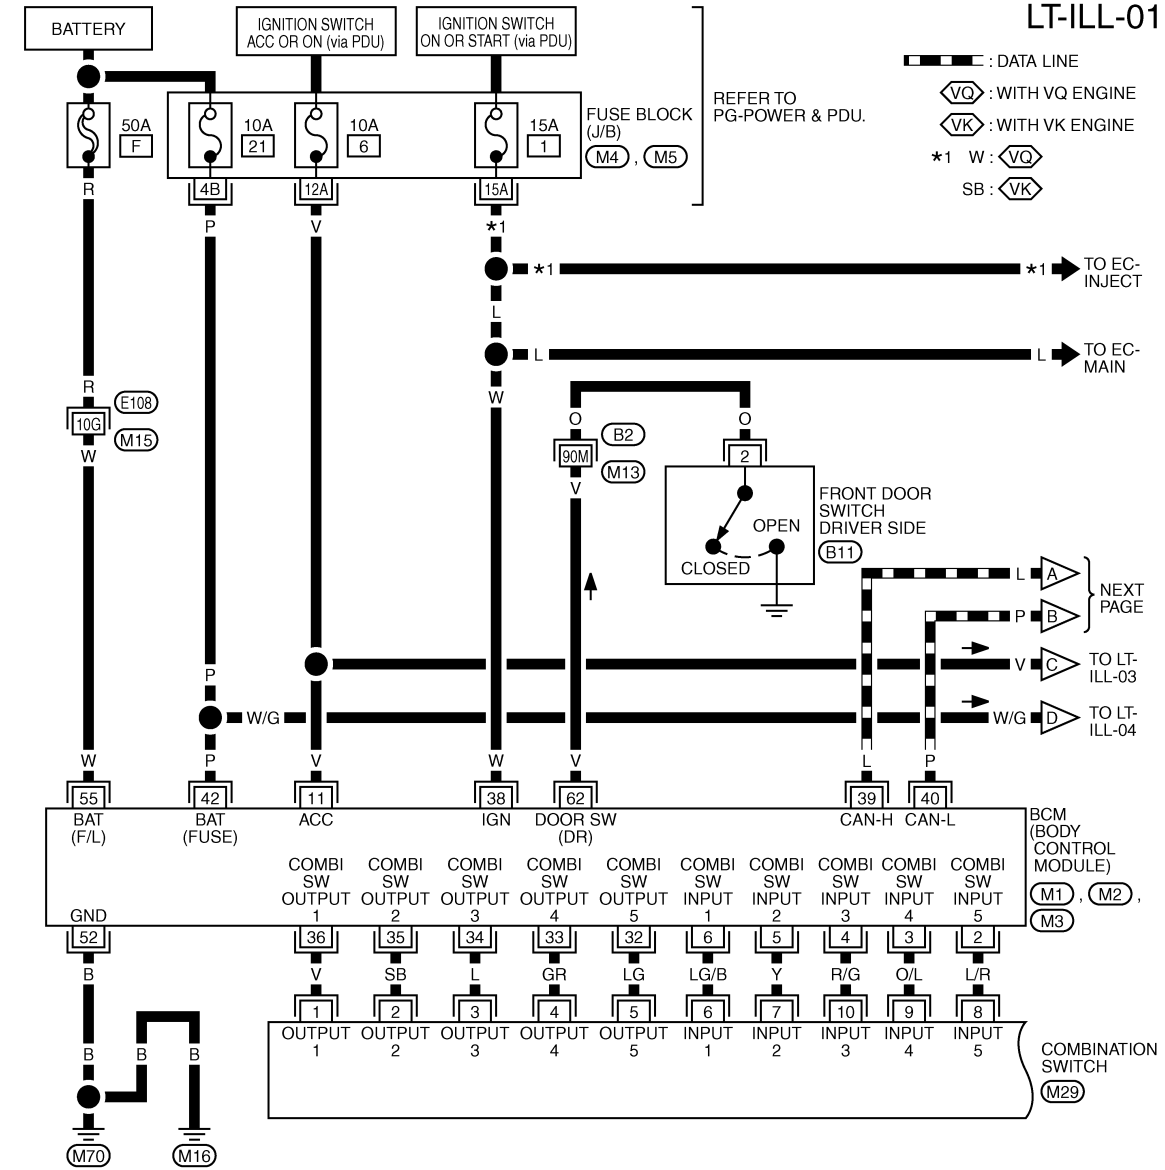 LT-ILL-01
BATTERY
IGNITION SWITCH
ACC OR ON (via PDU)
IGNITION SWITCH
ON OR START (via PDU)
: DATA LINE
VQ : WITH VQ ENGINE
VK : WITH VK ENGINE
*1 W : VQ
SB : VK
REFER TO
PG-POWER & PDU.
50A
F
10A
21
10A
6
15A
1
FUSE BLOCK
(J/B)
M4 , M5
4B
12A
15A
R
P
V
*1
*1
*1
TO EC-
INJECT
L
L
L
TO EC-
MAIN
R
E108
10G
M15
W
W
O
O
B2
90M
M13
V
2
FRONT DOOR
SWITCH
DRIVER SIDE
B11
OPEN
CLOSED
L
A
P
B
NEXT
PAGE
V
C
TO LT-
ILL-03
P
W/G
W/G
D
TO LT-
ILL-04
W
P
V
W
V
L
P
55
42
11
38
62
39
40
BAT
(F/L)
BAT
(FUSE)
ACC
IGN
DOOR SW
(DR)
CAN-H
CAN-L
BCM
(BODY
CONTROL
MODULE)
M1 , M2 ,
M3
COMBI
SW
OUTPUT
1
COMBI
SW
OUTPUT
2
COMBI
SW
OUTPUT
3
COMBI
SW
OUTPUT
4
COMBI
SW
OUTPUT
5
COMBI
SW
INPUT
1
COMBI
SW
INPUT
2
COMBI
SW
INPUT
3
COMBI
SW
INPUT
4
COMBI
SW
INPUT
5
GND
52
36
35
34
33
32
6
5
4
3
2
B
V
SB
L
GR
LG
LG/B
Y
R/G
O/L
L/R
1
2
3
4
5
6
7
10
9
8
OUTPUT
1
OUTPUT
2
OUTPUT
3
OUTPUT
4
OUTPUT
5
INPUT
1
INPUT
2
INPUT
3
INPUT
4
INPUT
5
COMBINATION
SWITCH
M29
B
B
B
M70
M16